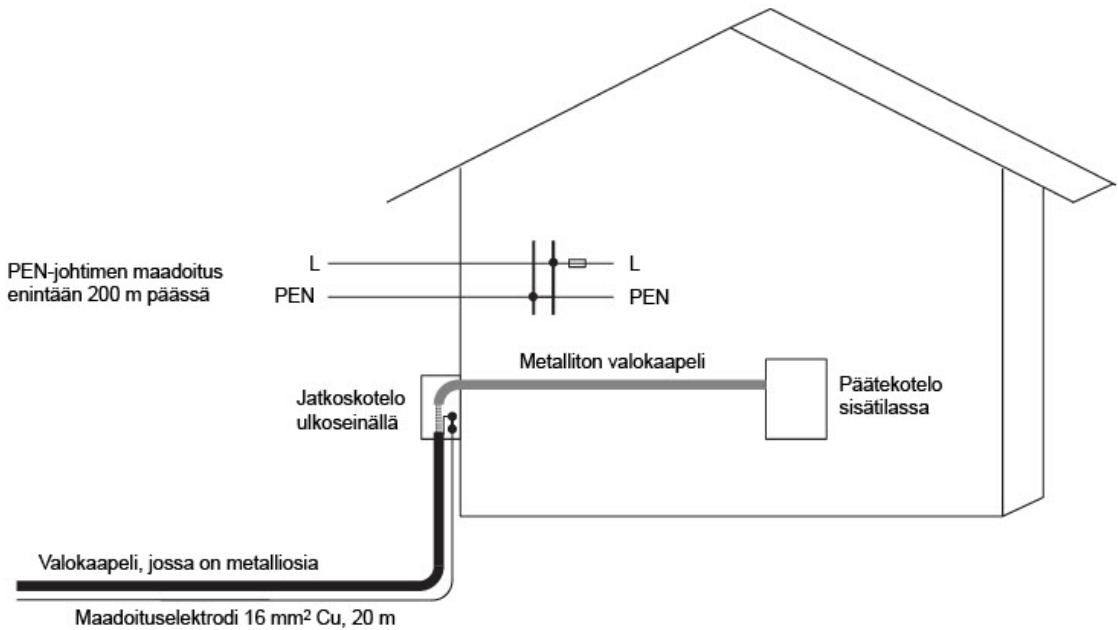 PEN-johtimen maadoitus
enintään 200 m päässä
L
L
PEN
PEN
Metalliton valokaapeli
Jatkoskotelo
ulkoseinällä
Päätekotelo
sisätilassa
Valokaapeli, jossa on metalliosia
Maadoituselektrodi 16 mm² Cu, 20 m